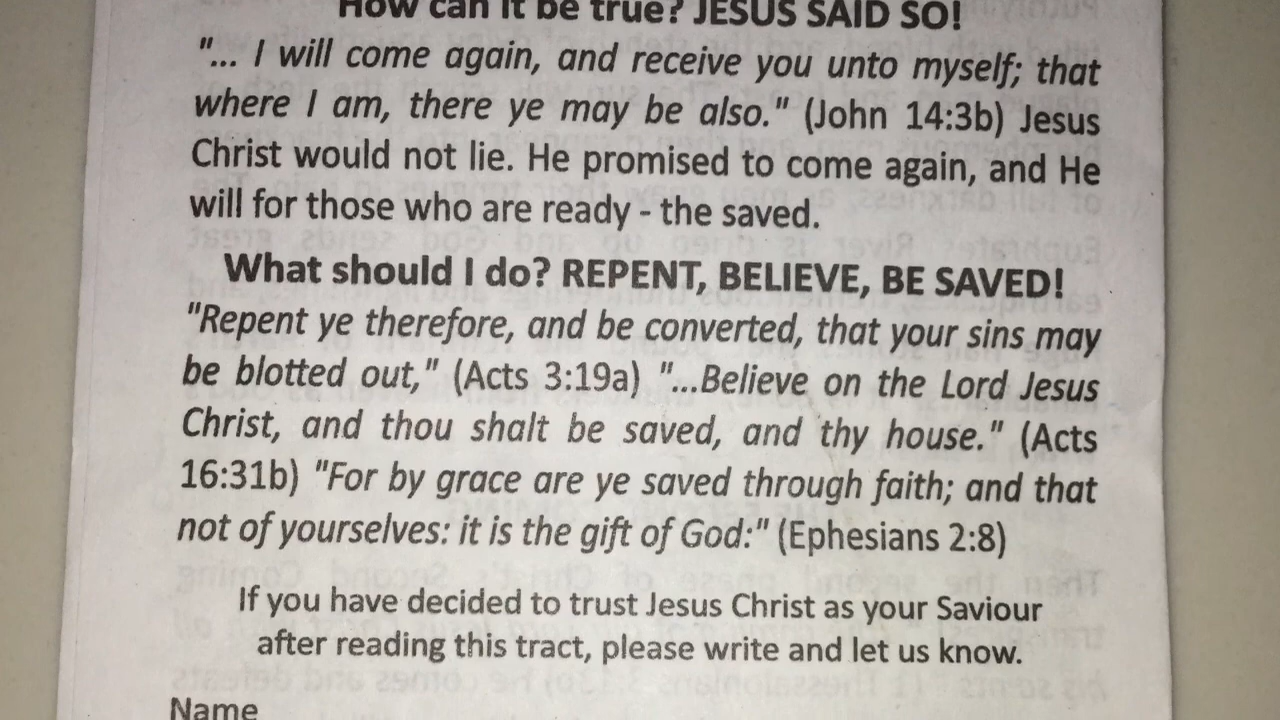 How can it be true? JESUS SAID SO!
"... I will come again, and receive you unto myself; that
where I am, there ye may be also." (John 14:3b) Jesus
Christ would not lie. He promised to come again, and He
will for those who are ready - the saved.
What should I do? REPENT, BELIEVE, BE SAVED!
"Repent ye therefore, and be converted, that your sins may
be blotted out," (Acts 3:19a) "...Believe on the Lord Jesus
Christ, and thou shalt be saved, and thy house." (Acts
16:31b) "For by grace are ye saved through faith; and that
not of yourselves: it is the gift of God:" (Ephesians 2:8)
If you have decided to trust Jesus Christ as your Saviour
after reading this tract, please write and let us know.
Name